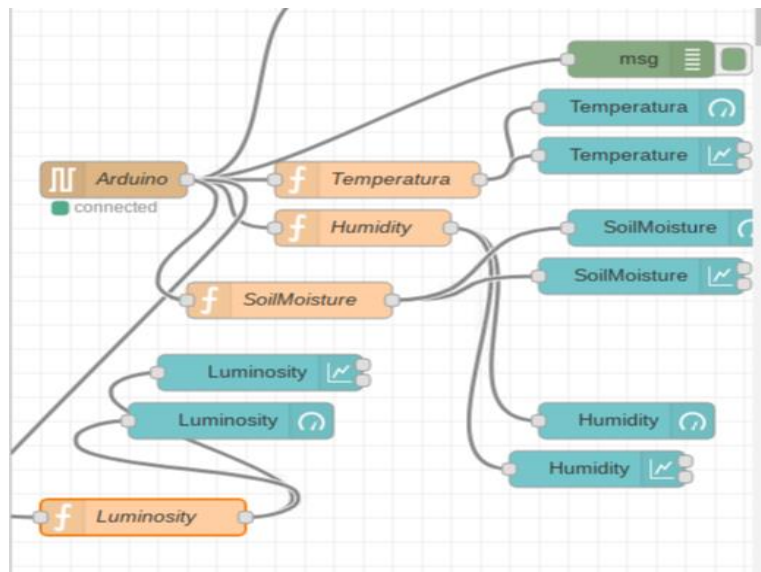 msg
Temperatura
Temperature
Arduino
connected
Temperatura
Humidity
SoilMoisture
SoilMoisture
SoilMoisture
Luminosity
Luminosity
Humidity
Humidity
Luminosity